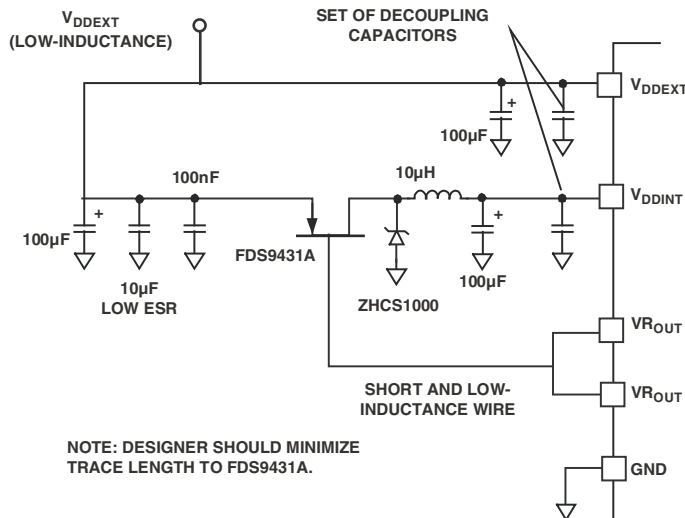 VDDEXT
(LOW-INDUCTANCE)
SET OF DECOUPLING
CAPACITORS
VDDEXT
+
100µF
100nF
10µH
VDDINT
+
+
100µF
FDS9431A
10µF
LOW ESR
100µF
ZHCS1000
VROUT
SHORT AND LOW-
INDUCTANCE WIRE
VROUT
NOTE: DESIGNER SHOULD MINIMIZE
TRACE LENGTH TO FDS9431A.
GND